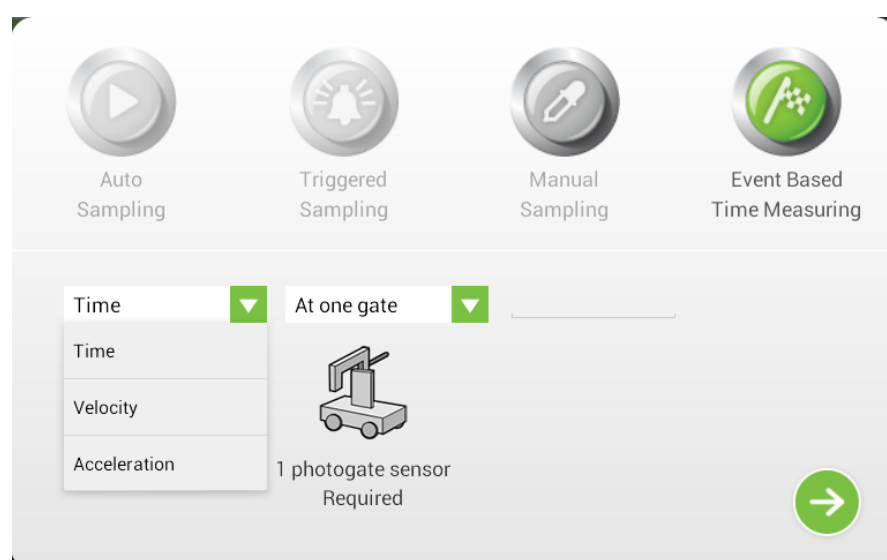 Auto
Sampling
Triggered
Sampling
Manual
Sampling
Event Based
Time Measuring
Time
At one gate
Time
Velocity
Acceleration
1 photogate sensor
Required